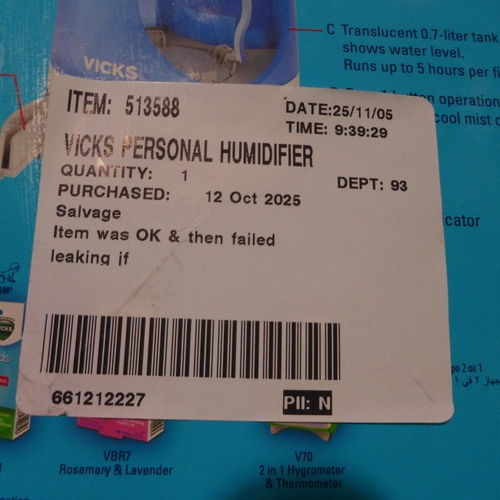 C Translucent 0.7-liter tank
shows water level.
Runs up to 5 hours per
VICKS
operation
cool mist
ITEM: 513588
DATE:25/11/05
TIME: 9:39:29
VICKS PERSONAL HUMIDIFIER
QUANTITY: 1
DEPT: 93
PURCHASED: 12 Oct 2025
Salvage
Item was OK & then failed
leaking if
661212227
PII: N
VICKS
VBR7
Rosemary & Lavender
V70
2 in 1 Hygrometer
& Thermometer